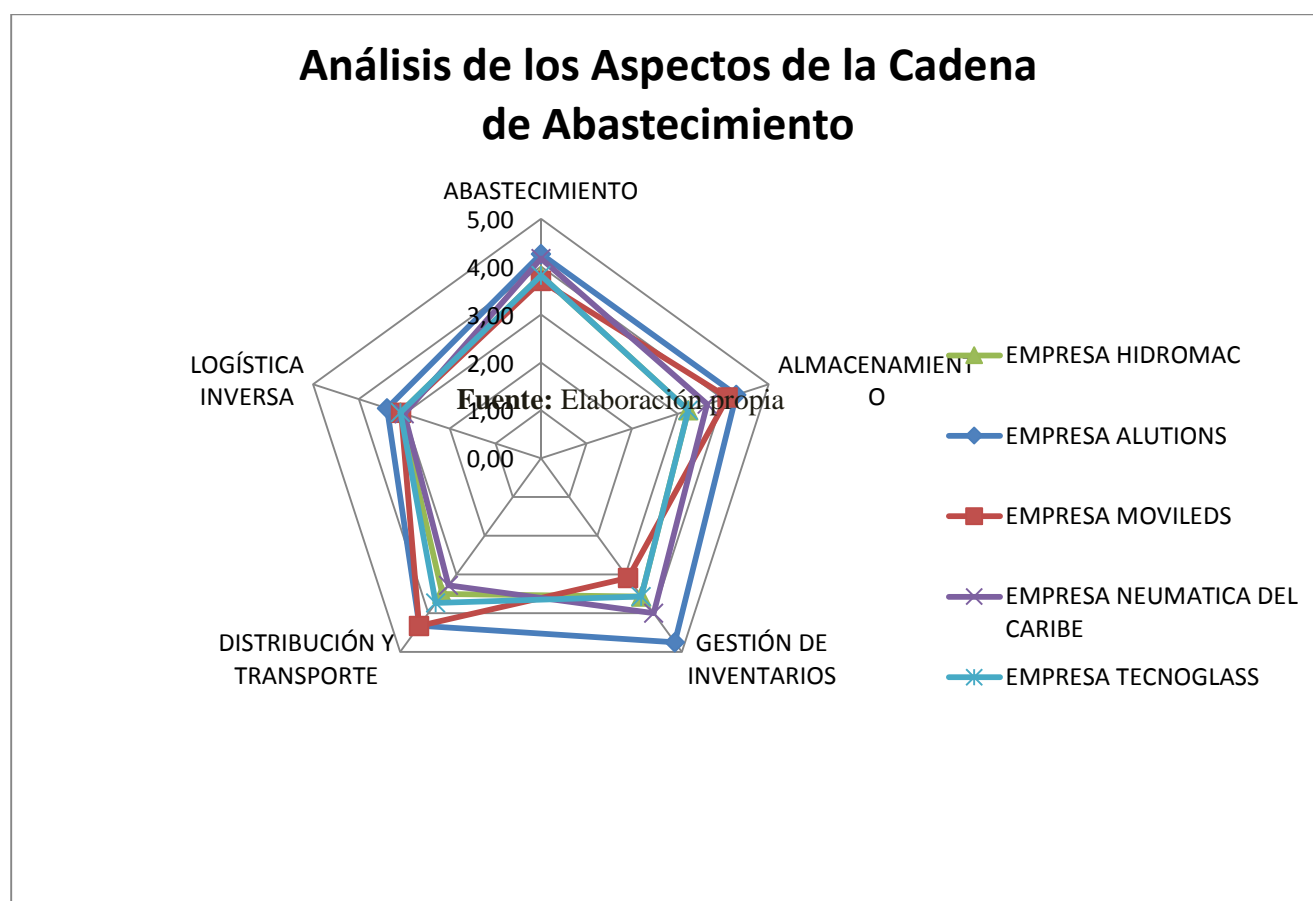 Análisis de los Aspectos de la Cadena
de Abastecimiento
ABASTECIMIENTO
5,00
4,00
3,00
2,00
1,00
0,00
ALMACENAMIENT
O
GESTIÓN DE
INVENTARIOS
DISTRIBUCIÓN Y
TRANSPORTE
LOGÍSTICA
INVERSA
Fuente: Elaboración propia
EMPRESA HIDROMAC
EMPRESA ALUTIONS
EMPRESA MOVILEDS
EMPRESA NEUMATICA DEL
CARIBE
EMPRESA TECNOGLASS